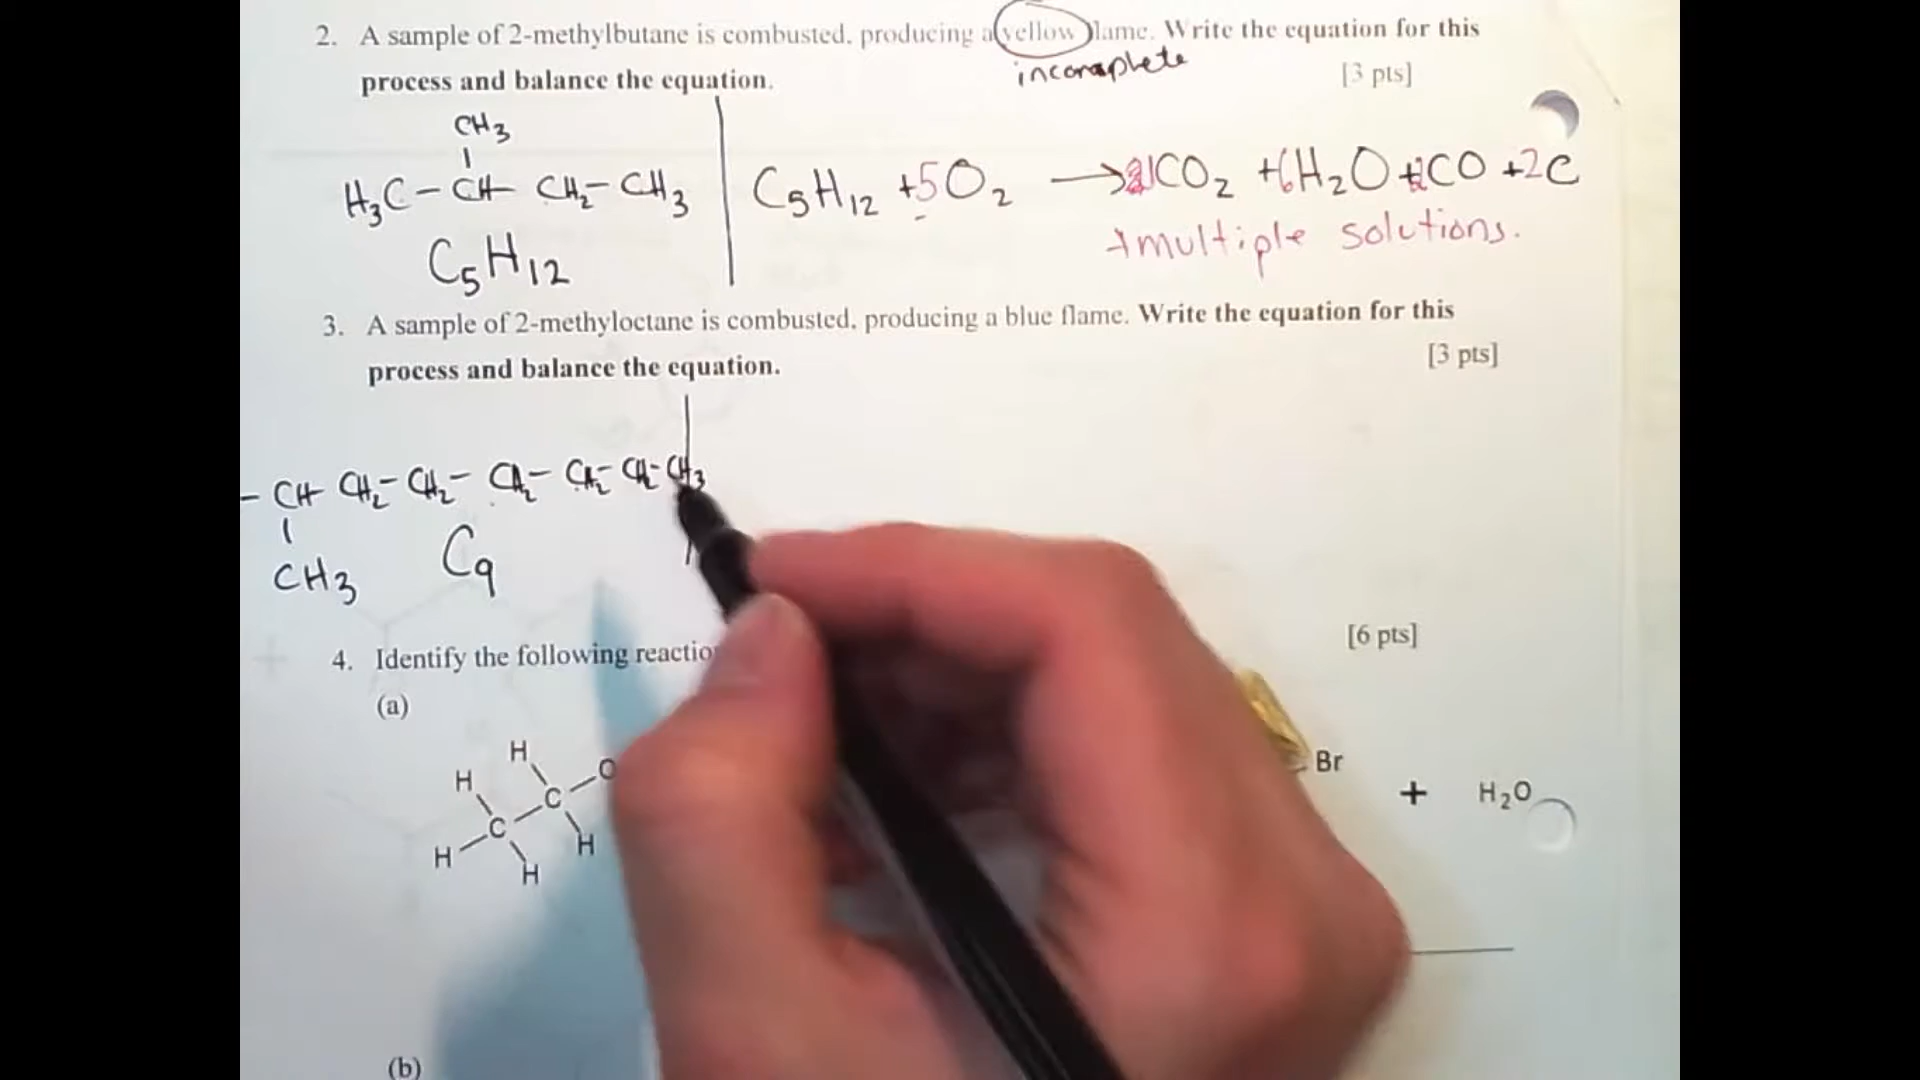 2. A sample of 2-methylbutane is combusted, producing a yellow flame. Write the equation for this
incomplete
process and balance the equation. [3 pts]
CH3
H3C - CH - CH2 - CH3
C5H12 + 5O2 → CO2 + 6H2O + CO + 2C
+multiple solutions.
C5H12
3. A sample of 2-methyloctane is combusted, producing a blue flame. Write the equation for this
process and balance the equation. [3 pts]
- CH - CH2 - CH2 - CH2 - CH2 - CH2 - CH3
CH3
C9
4. Identify the following [6 pts]
(a)
H
H
O
C
C
H
H
H
Br
+ H2O
(b)